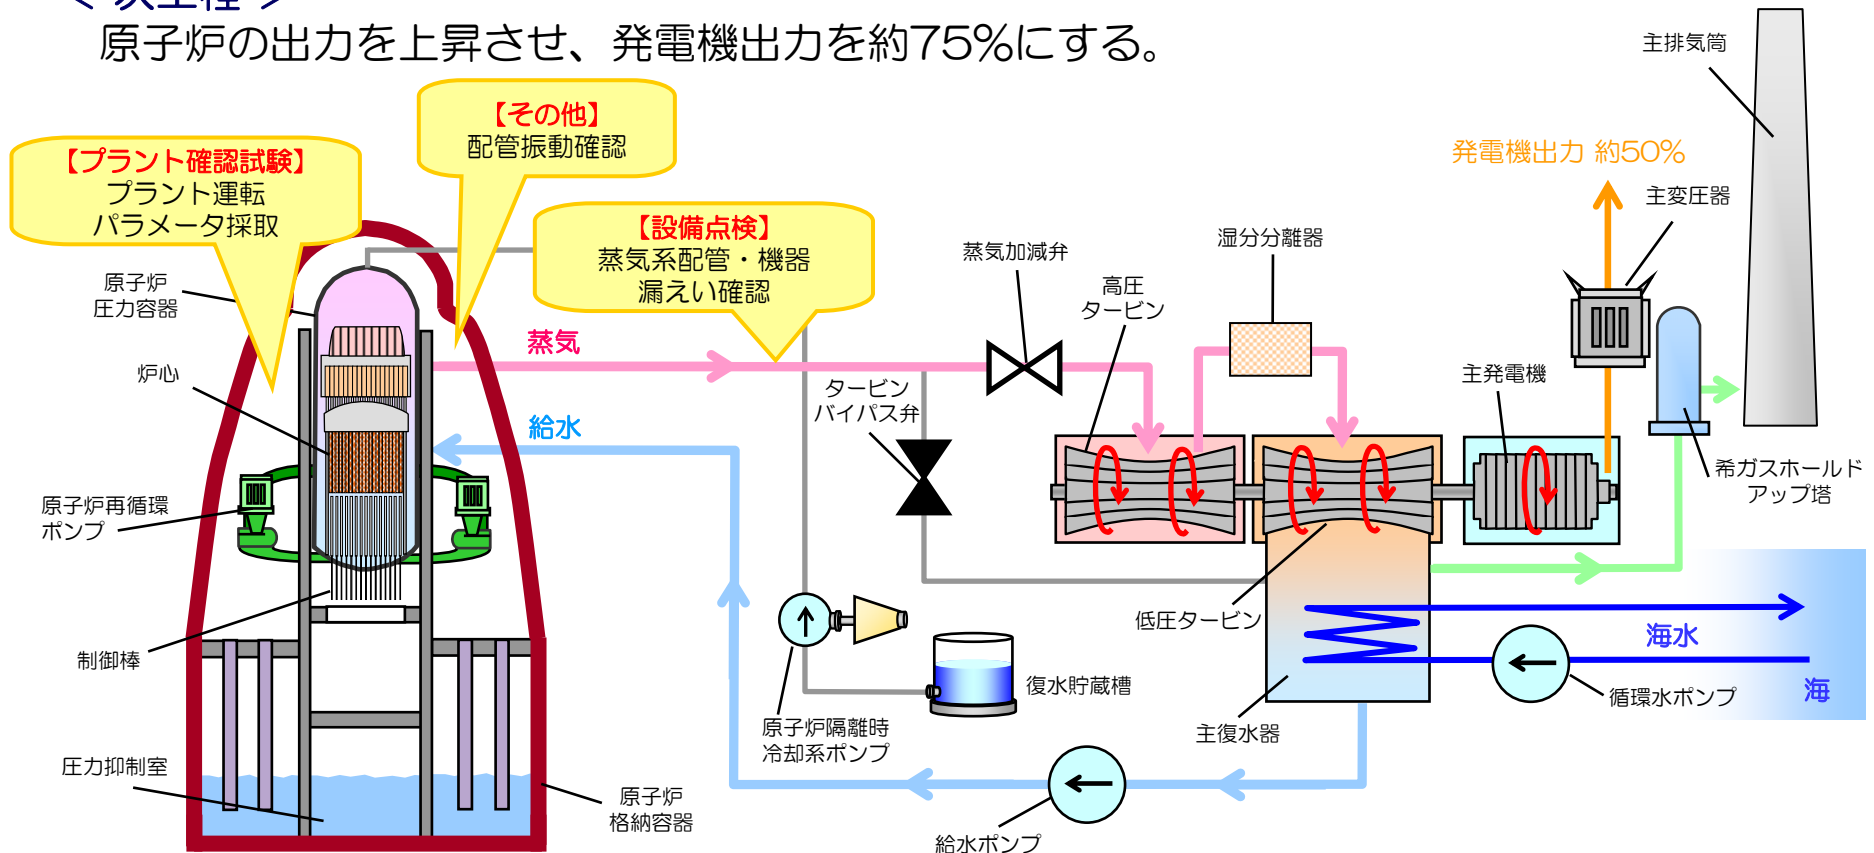 ＜ 次工程 ＞
原子炉の出力を上昇させ、発電機出力を約75%にする。
主排気筒
【その他】
配管振動確認
【プラント確認試験】
プラント運転
パラメータ採取
発電機出力 約50%
主変圧器
【設備点検】
蒸気系配管・機器
漏えい確認
蒸気加減弁
湿分分離器
高圧
タービン
原子炉
圧力容器
蒸気
炉心
タービン
バイパス弁
主発電機
給水
希ガスホールド
アップ塔
原子炉再循環
ポンプ
低圧タービン
海水
制御棒
復水貯蔵槽
海
循環水ポンプ
原子炉隔離時
冷却系ポンプ
主復水器
圧力抑制室
原子炉
格納容器
給水ポンプ